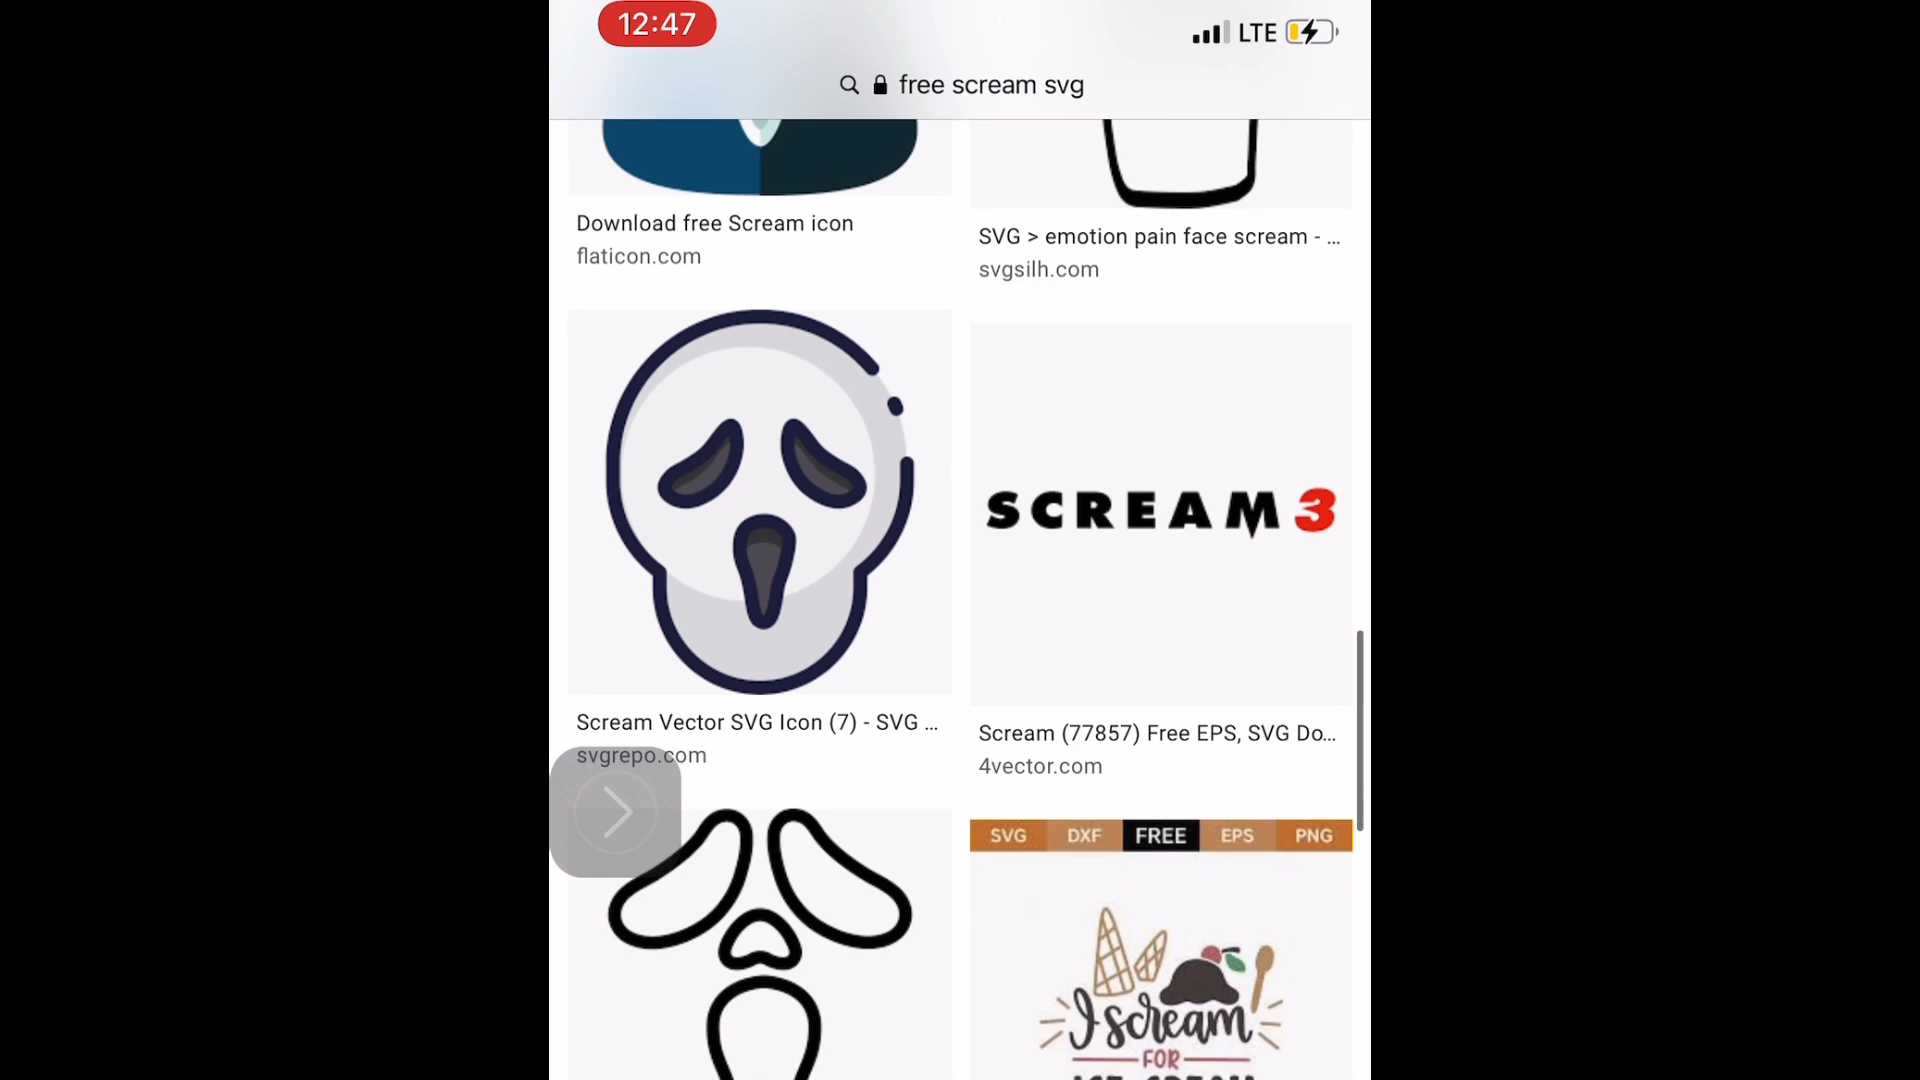 12:47
LTE
free scream svg
Download free Scream icon
flaticon.com
SVG > emotion pain face scream - ...
svgsilh.com
SCREAM 3
Scream Vector SVG Icon (7) - SVG ...
svgrepo.com
Scream (77857) Free EPS, SVG Do...
4vector.com
SVG DXF FREE EPS PNG
I scream
FOR
ICE CREAM